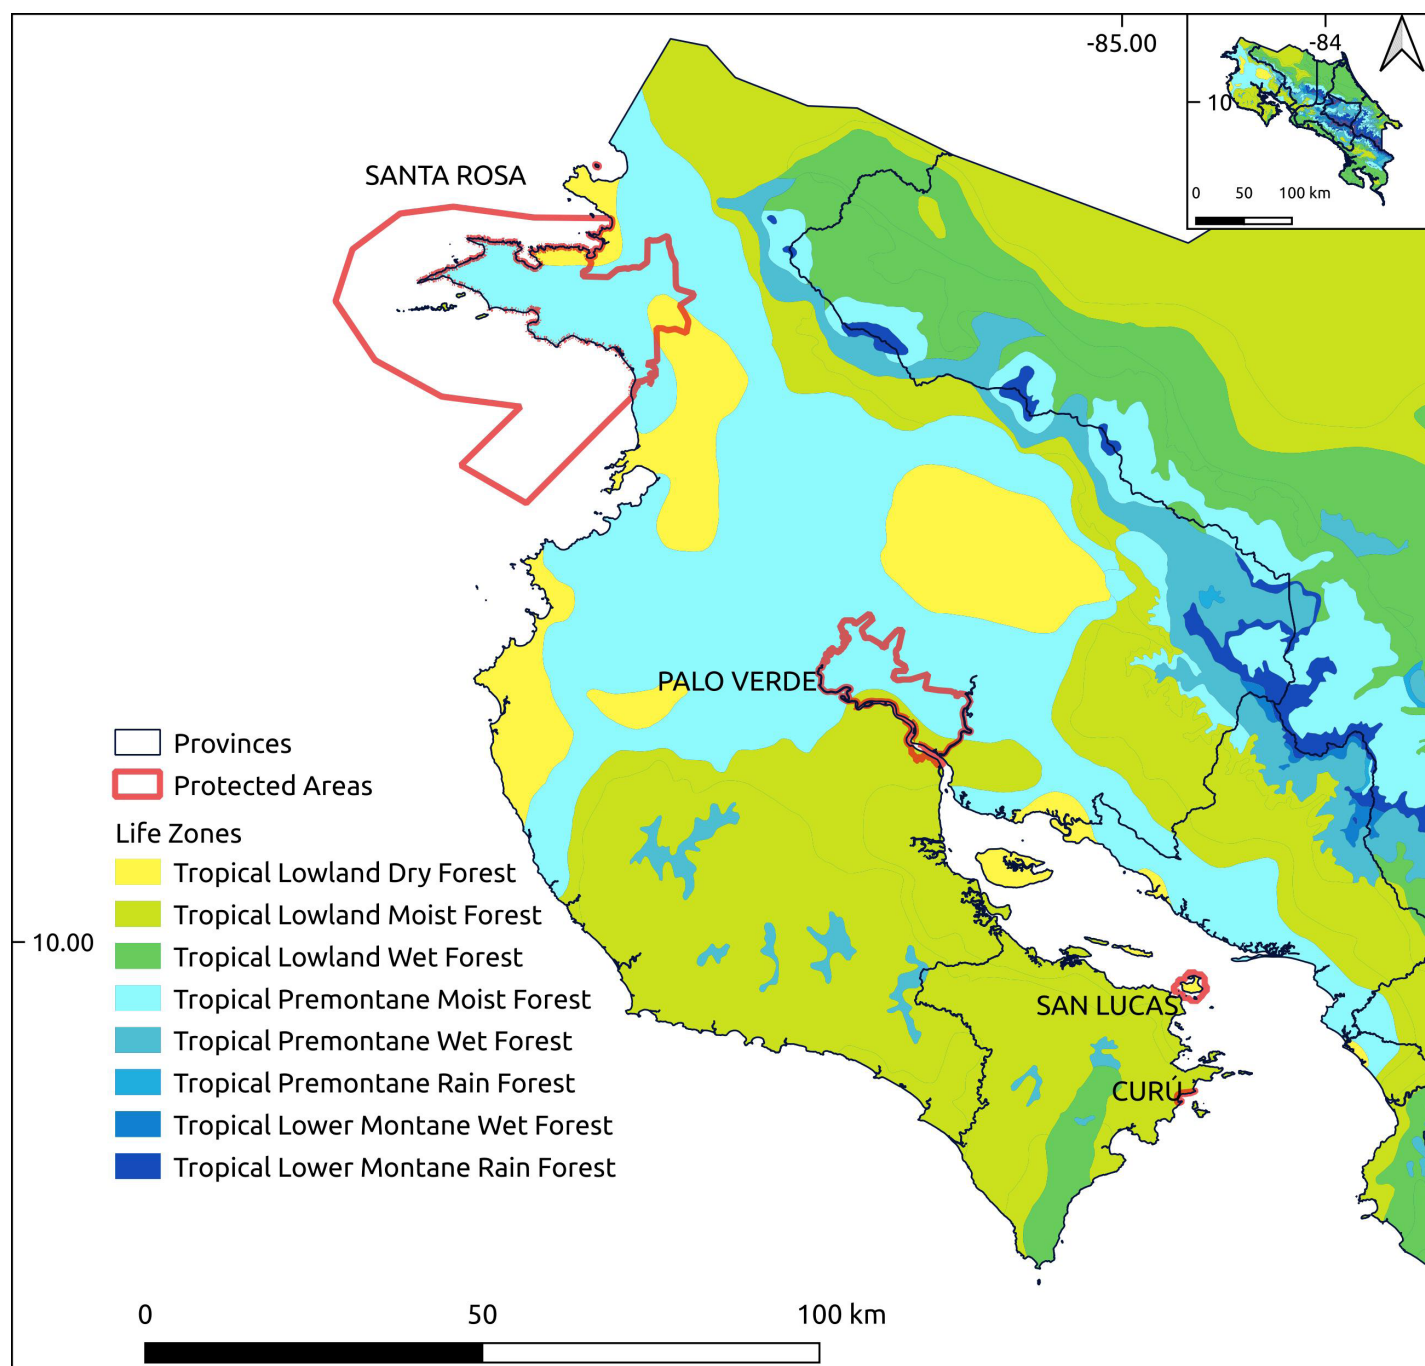 -85.00
-84
10
0 50 100 km
SANTA ROSA
PALO VERDE
Provinces
Protected Areas
Life Zones
Tropical Lowland Dry Forest
Tropical Lowland Moist Forest
10.00
Tropical Lowland Wet Forest
Tropical Premontane Moist Forest
SAN LUCAS
Tropical Premontane Wet Forest
Tropical Premontane Rain Forest
CURÚ
Tropical Lower Montane Wet Forest
Tropical Lower Montane Rain Forest
0 50 100 km